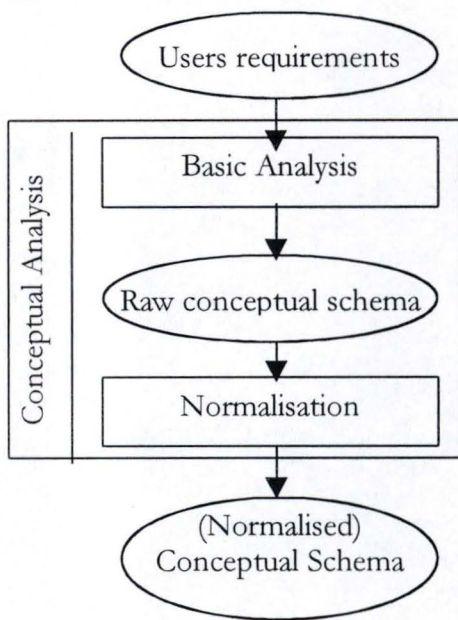 Users requirements
Conceptual Analysis
Basic Analysis
Raw conceptual schema
Normalisation
(Normalised)
Conceptual Schema